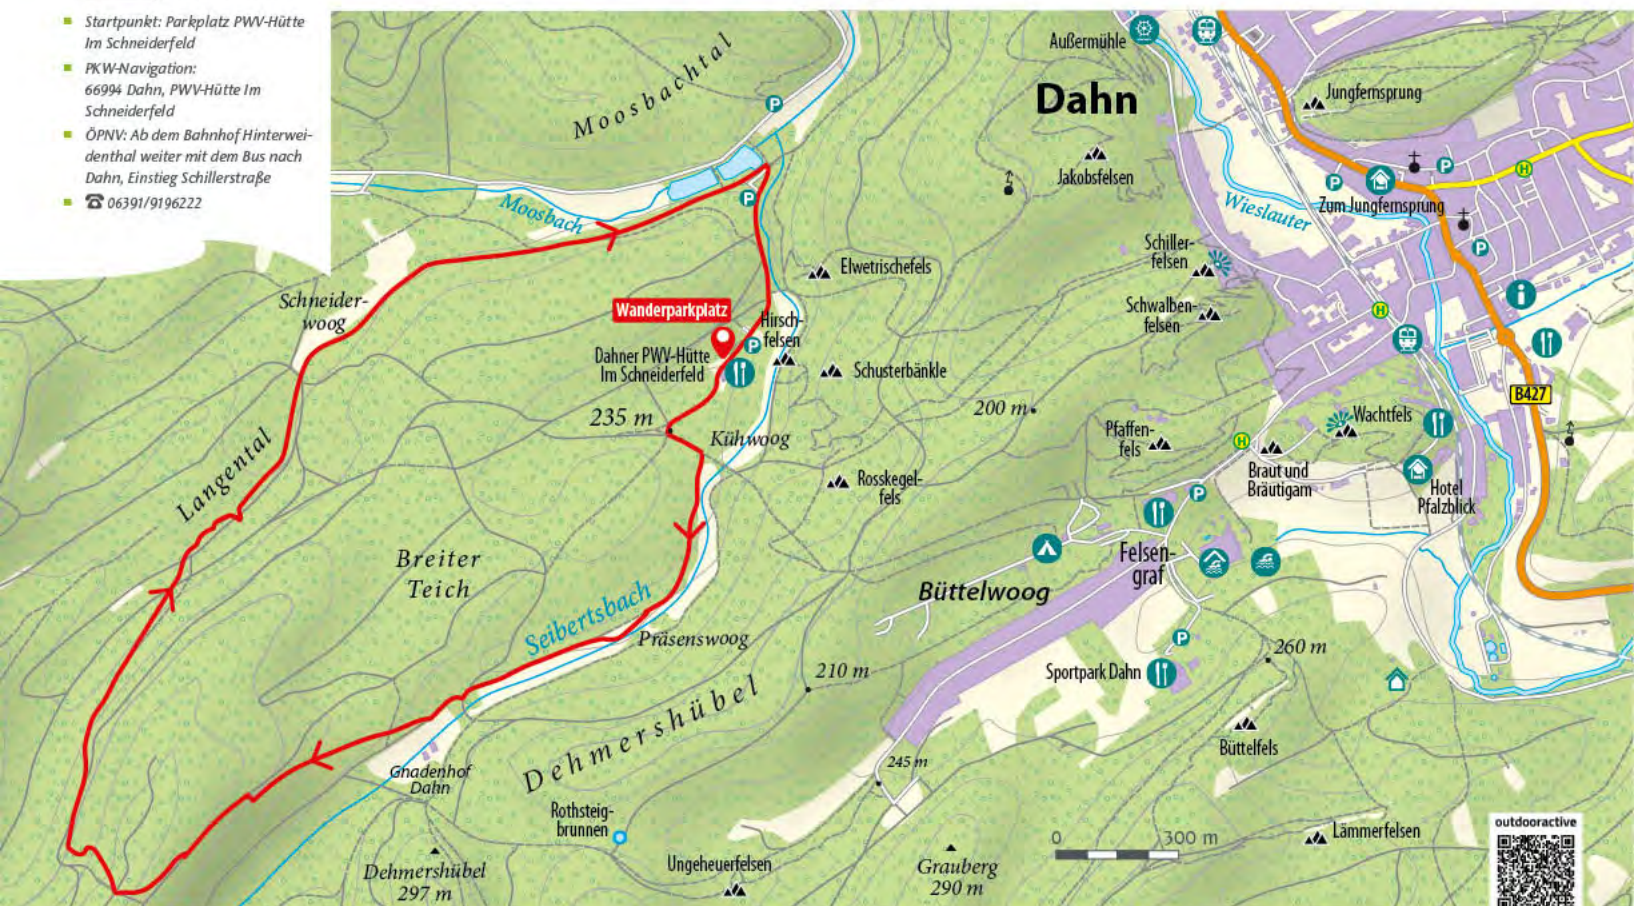 Startpunkt: Parkplatz PWV-Hütte
Im Schneiderfeld
PKW-Navigation:
66994 Dahn, PWV-Hütte Im
Schneiderfeld
ÖPNV: Ab dem Bahnhof Hinterwei-
denthal weiter mit dem Bus nach
Dahn, Einstieg Schillerstraße
☎ 06391/9196222
Moosbachtal
P
Außermühle
Dahn
Jungfernsprung
Jakobsfelsen
P
P
H
Zum Jungfernsprung
P
Moosbach
P
Wieslauter
Schiller-
felsen
Elwetrischefels
Schneider-
woog
Wanderparkplatz
Hirsch-
felsen
P
Schwalben-
felsen
H
i
Dahner PWV-Hütte
Im Schneiderfeld
Schusterbänkle
B427
235 m
200 m
Kühwoog
Pfaffen-
fels
H
Wachtfels
Braut und
Bräutigam
Langental
Rosskegel-
fels
P
Hotel
Pfalzblick
Breiter
Teich
Felsen-
graf
Büttelwoog
Seibertsbach
Präsenswoog
P
260 m
210 m
Sportpark Dahn
Dehmershübel
Büttelfels
Gnadenhof
Dahn
245 m
Rothsteig-
brunnen
0 300 m
Lämmerfelsen
outdooractive
Dehmershübel
297 m
Ungeheuerfelsen
Grauberg
290 m